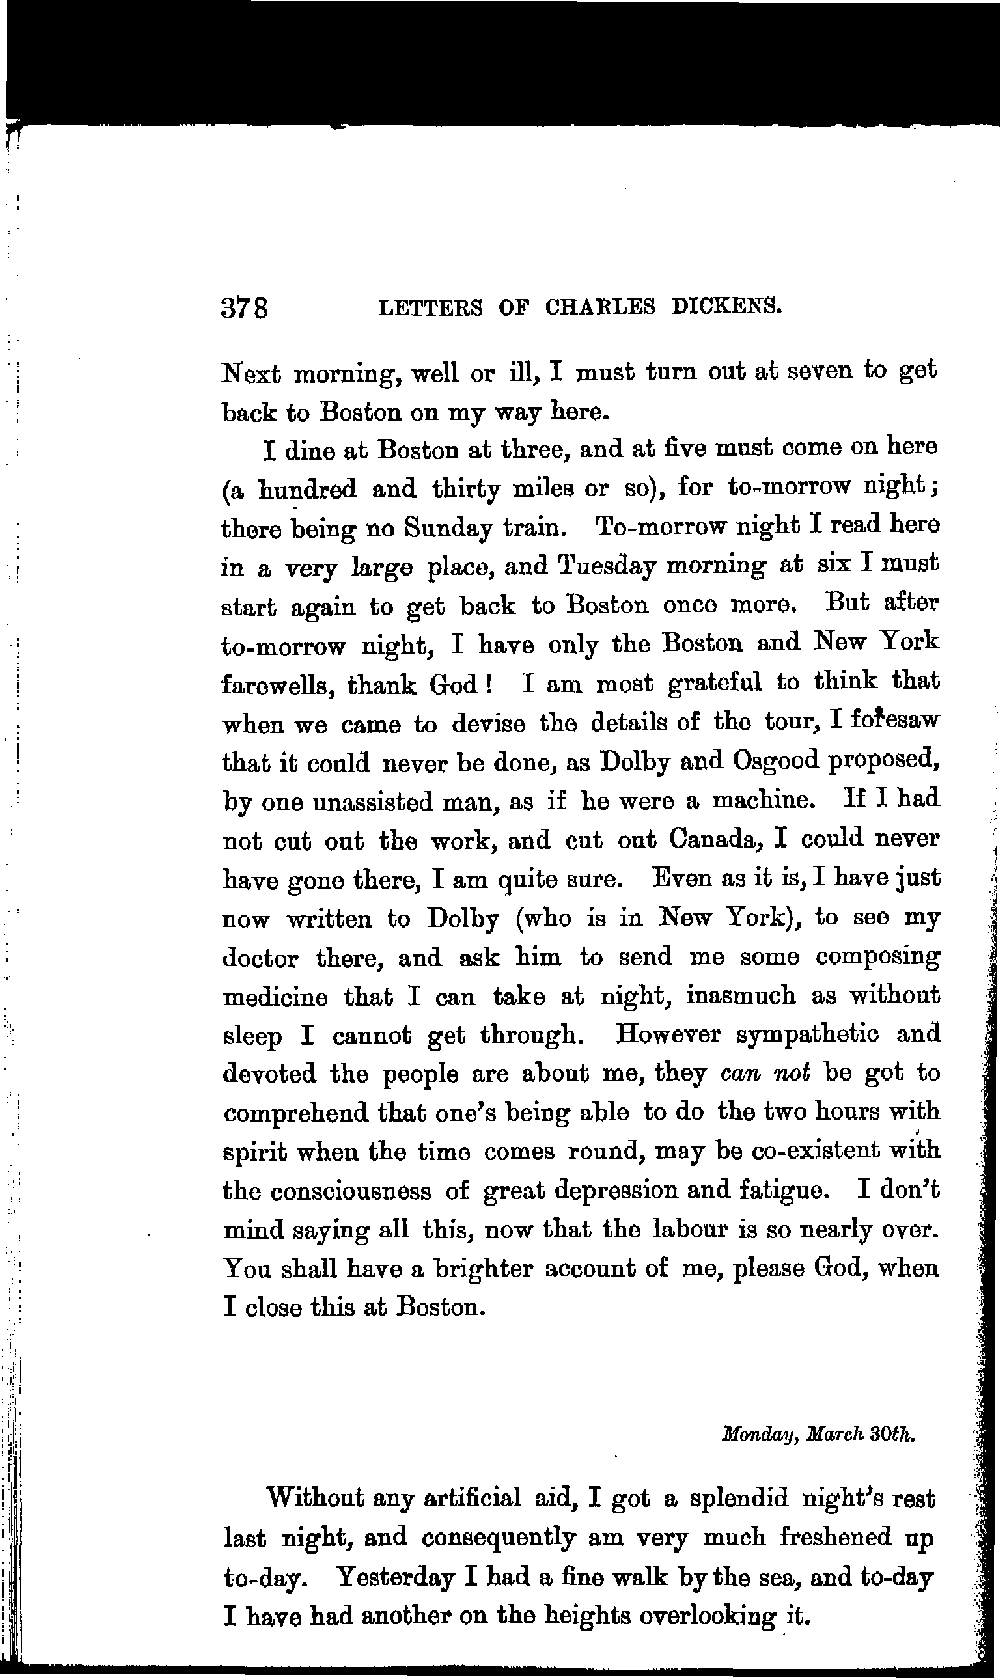 378 LETTERS OF CHARLES DICKENS.
Next morning, well or ill, I must turn out at seven to get
back to Boston on my way here.
I dine at Boston at three, and at five must come on here
(a hundred and thirty miles or so), for to-morrow night;
there being no Sunday train. To-morrow night I read here
in a very large place, and Tuesday morning at six I must
start again to get back to Boston once more. But after
to-morrow night, I have only the Boston and New York
farewells, thank God! I am most grateful to think that
when we came to devise the details of the tour, I foresaw
that it could never be done, as Dolby and Osgood proposed,
by one unassisted man, as if he were a machine. If I had
not cut out the work, and cut out Canada, I could never
have gone there, I am quite sure. Even as it is, I have just
now written to Dolby (who is in New York), to see my
doctor there, and ask him to send me some composing
medicine that I can take at night, inasmuch as without
sleep I cannot get through. However sympathetic and
devoted the people are about me, they can not be got to
comprehend that one's being able to do the two hours with
spirit when the time comes round, may be co-existent with
the consciousness of great depression and fatigue. I don't
mind saying all this, now that the labour is so nearly over.
You shall have a brighter account of me, please God, when
I close this at Boston.
Monday, March 30th.
Without any artificial aid, I got a splendid night's rest
last night, and consequently am very much freshened up
to-day. Yesterday I had a fine walk by the sea, and to-day
I have had another on the heights overlooking it.